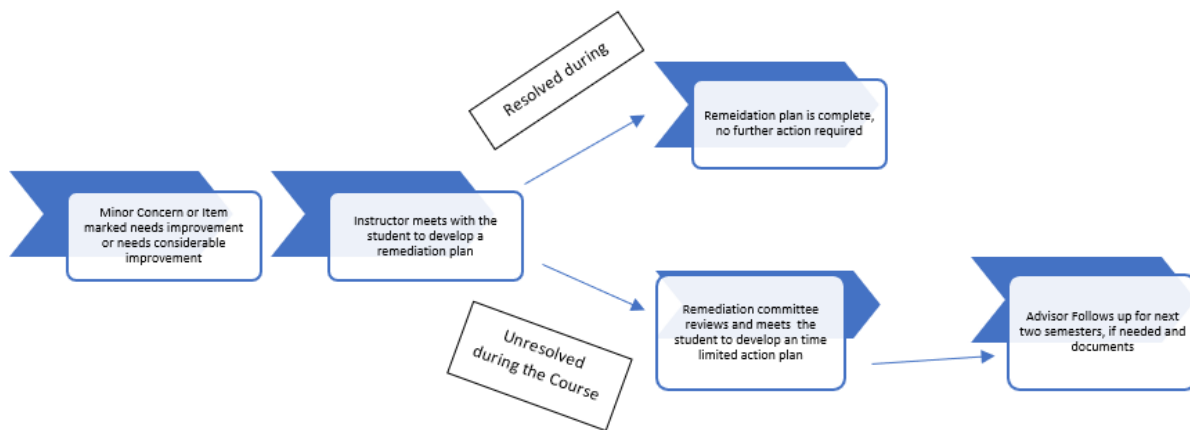 Resolved during
Remeidation plan is complete,
no further action required
Minor Concern or Item
marked needs improvement
or needs considerable
improvement
Instructor meets with the
student to develop a
remediation plan
Unresolved
during the Course
Remediation committee
reviews and meets the
student to develop an time
limited action plan
Advisor Follows up for next
two semesters, if needed and
documents